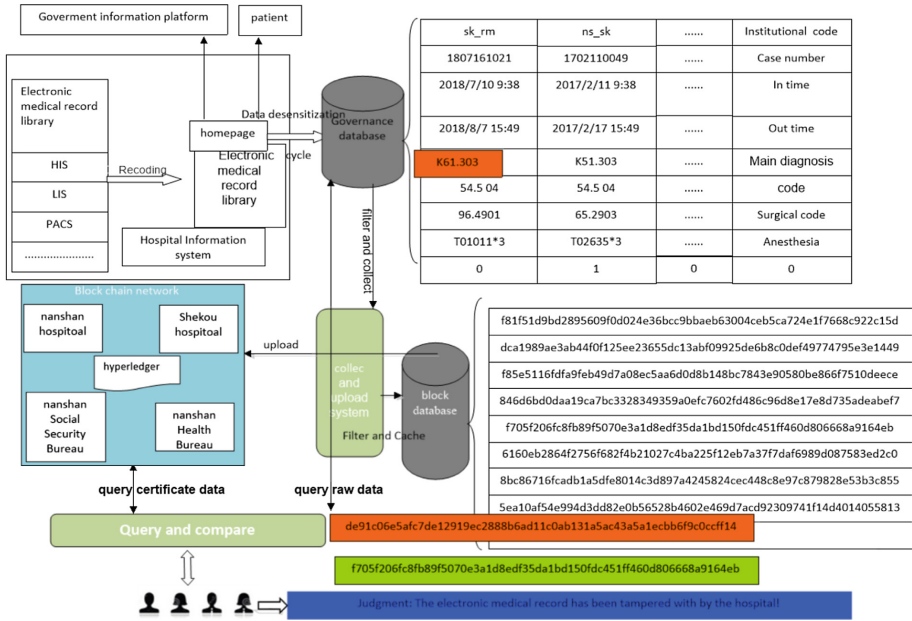 Goverment information platform
patient
Electronic
medical record
library
HIS
LIS
PACS
......................
Recoding
homepage
Electronic
medical
record
library
Hospital Information
system
Data desensitization
cycle
Governance
database
sk_rm ns_sk ...... Institutional code
1807161021 1702110049 ...... Case number
2018/7/10 9:38 2017/2/11 9:38 ...... In time
2018/8/7 15:49 2017/2/17 15:49 ...... Out time
K61.303 K51.303 ...... Main diagnosis
54.5 04 54.5 04 ...... code
96.4901 65.2903 ...... Surgical code
T01011*3 T02635*3 ...... Anesthesia
0 1 0 0
filter and collect
Block chain network
nanshan
hospitoal
Shekou
hospitoal
hyperledger
nanshan
Social
Security
Bureau
nanshan
Health
Bureau
upload
collec
and
upload
system
Filter and Cache
block
database
f81f51d9bd2895609f0d024e36bcc9bbaeb63004ceb5ca724e1f7668c922c15d
dca1989ae3ab44f0f125ee23655dc13abf09925de6b8c0def49774795e3e1449
f85e5116fdfa9feb49d7a08ec5aa6d0d8b148bc7843e90580be866f7510deece
846d6bd0daa19ca7bc3328349359a0efc7602fd486c96d8e17e8d735adeabef7
f705f206fc8fb89f5070e3a1d8edf35da1bd150fdc451ff460d806668a9164eb
6160eb2864f2756f682f4b21027c4ba225f12eb7a37f7daf6989d087583ed2c0
8bc86716fcadb1a5dfe8014c3d897a4245824cec448c8e97c879828e53b3c855
5ea10af54e994d3dd82e0b56528b4602e469d7acd92309741f14d4014055813
query certificate data
query raw data
Query and compare
de91c06e5afc7de12919ec2888b6ad11c0ab131a5ac43a5a1ecbb6f9c0ccff14
f705f206fc8fb89f5070e3a1d8edf35da1bd150fdc451ff460d806668a9164eb
Judgment: The electronic medical record has been tampered with by the hospital!